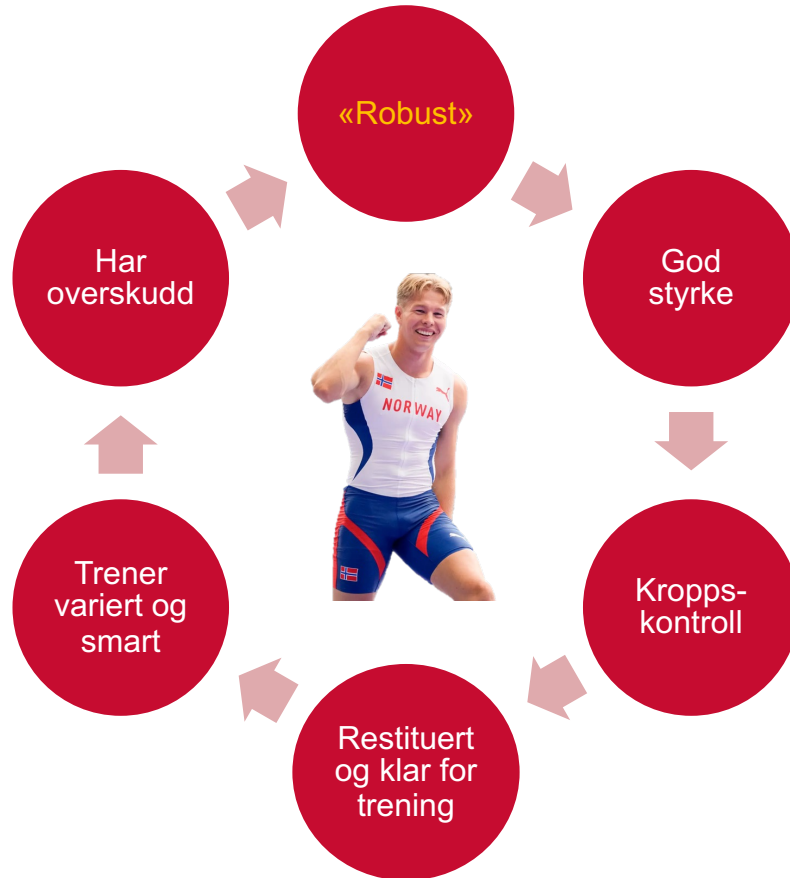 «Robust»
God
styrke
Kropps-
kontroll
Restituert
og klar for
trening
Trener
variert og
smart
Har
overskudd
NORWAY